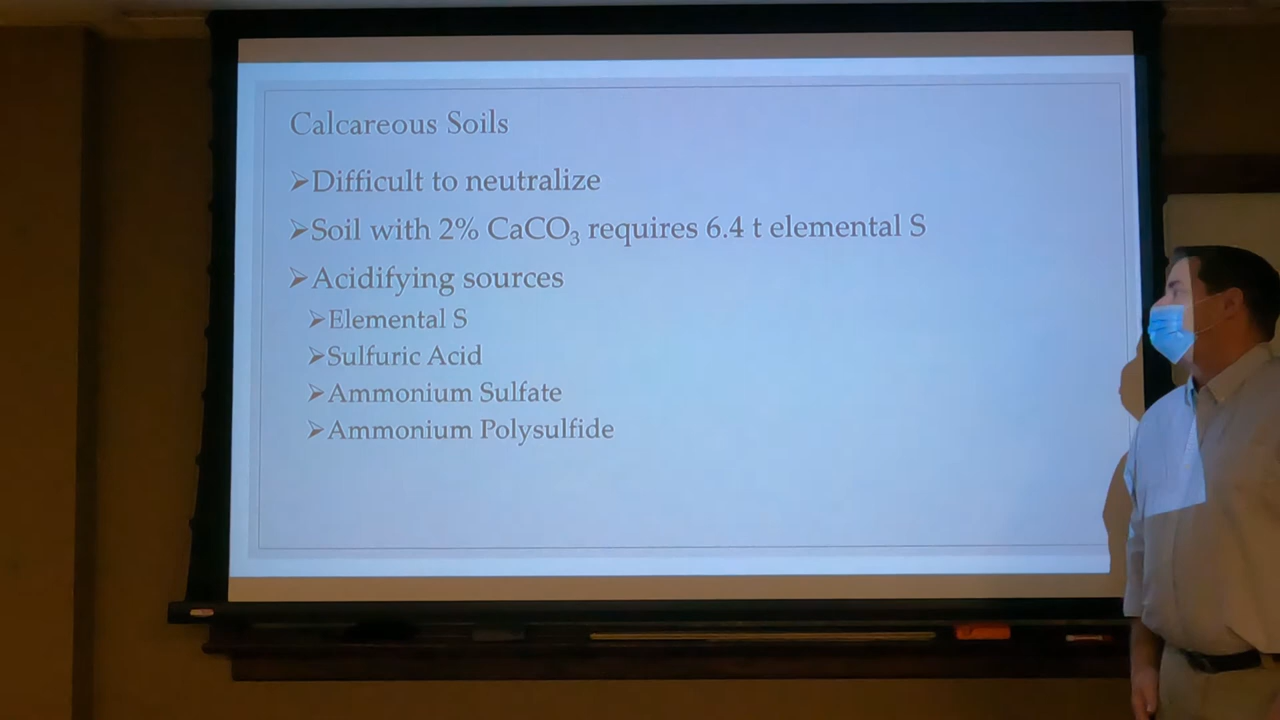 Calcareous Soils
➢Difficult to neutralize
➢Soil with 2% CaCO₃ requires 6.4 t elemental S
➢Acidifying sources
➢Elemental S
➢Sulfuric Acid
➢Ammonium Sulfate
➢Ammonium Polysulfide